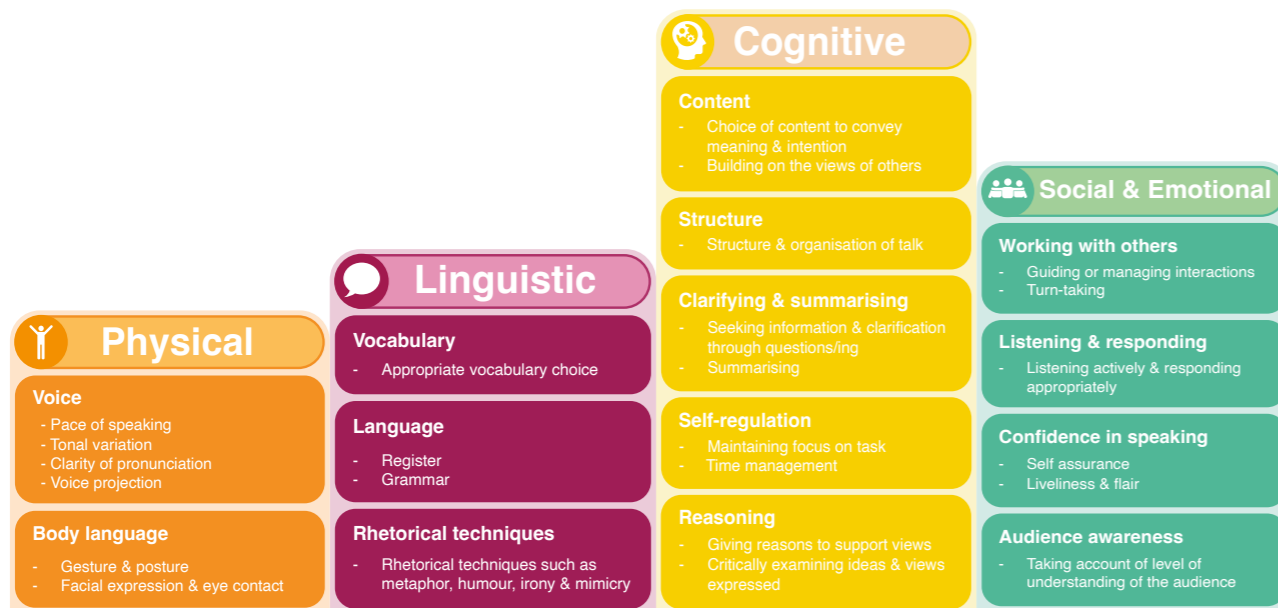 Physical
Voice
- Pace of speaking
- Tonal variation
- Clarity of pronunciation
- Voice projection
Body language
- Gesture & posture
- Facial expression & eye contact
Linguistic
Vocabulary
- Appropriate vocabulary choice
Language
- Register
- Grammar
Rhetorical techniques
- Rhetorical techniques such as
metaphor, humour, irony & mimicry
Cognitive
Content
- Choice of content to convey
meaning & intention
- Building on the views of others
Structure
- Structure & organisation of talk
Clarifying & summarising
- Seeking information & clarification
through questions/ing
- Summarising
Self-regulation
- Maintaining focus on task
- Time management
Reasoning
- Giving reasons to support views
- Critically examining ideas & views
expressed
Social & Emotional
Working with others
- Guiding or managing interactions
- Turn-taking
Listening & responding
- Listening actively & responding
appropriately
Confidence in speaking
- Self assurance
- Liveliness & flair
Audience awareness
- Taking account of level of
understanding of the audience